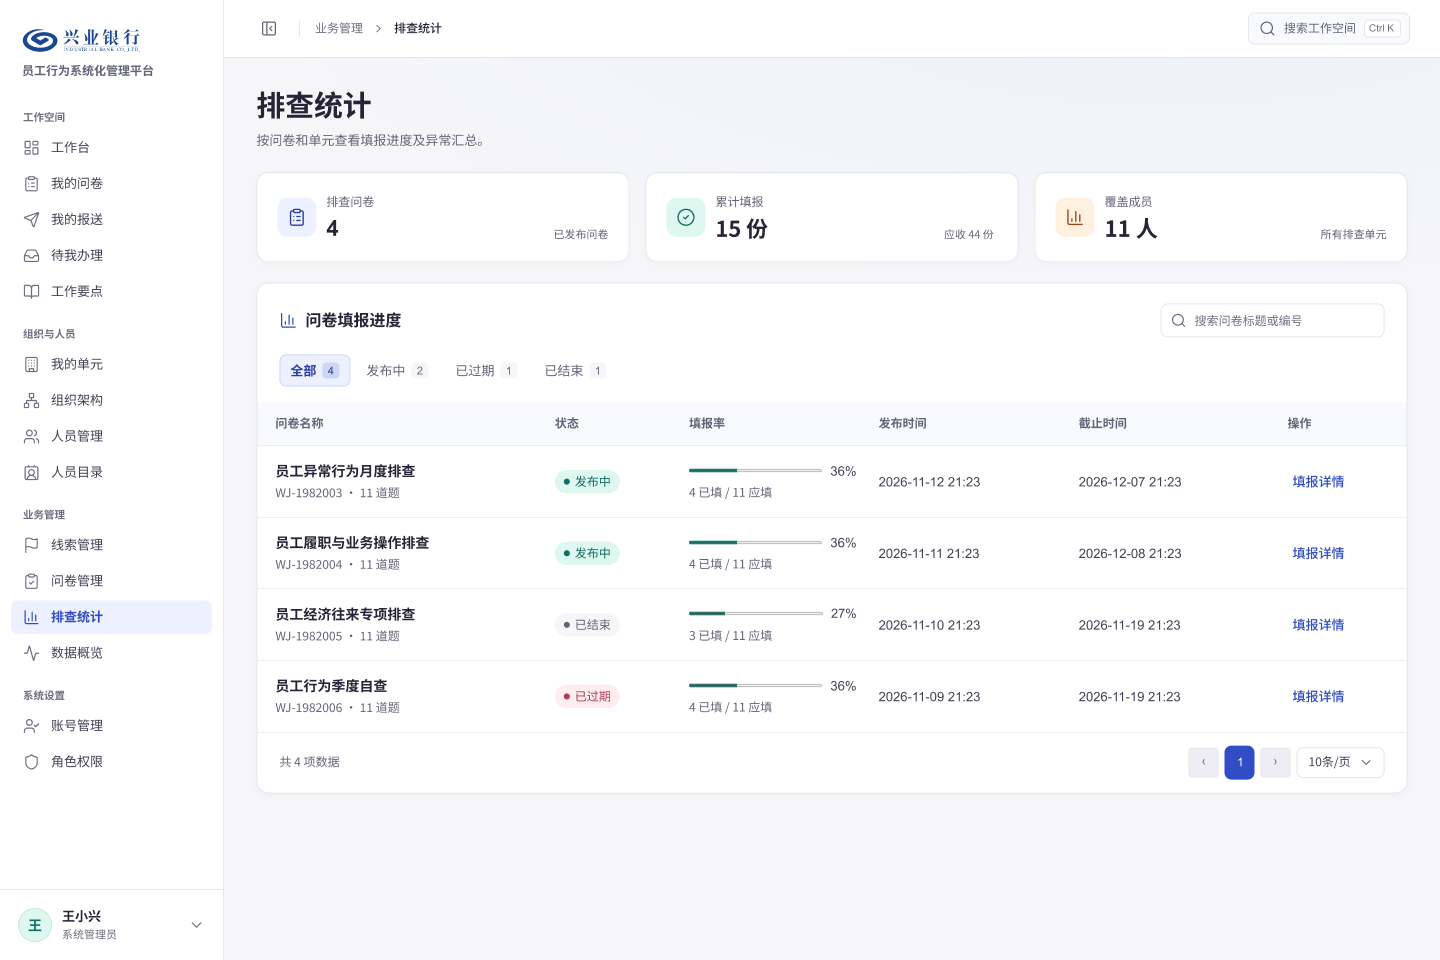 兴业银行
INDUSTRIAL BANK CO.,LTD.
员工行为系统化管理平台
工作空间
工作台
我的问卷
我的报送
待我办理
工作要点
组织与人员
我的单元
组织架构
人员管理
人员目录
业务管理
线索管理
问卷管理
排查统计
数据概览
系统设置
账号管理
角色权限
王
王小兴
系统管理员
业务管理 > 排查统计
搜索工作空间 Ctrl K
排查统计
按问卷和单元查看填报进度及异常汇总。
排查问卷
4
已发布问卷
累计填报
15 份
应收 44 份
覆盖成员
11 人
所有排查单元
问卷填报进度
搜索问卷标题或编号
全部 4 发布中 2 已过期 1 已结束 1
问卷名称 状态 填报率 发布时间 截止时间 操作
员工异常行为月度排查
WJ-1982003 · 11 道题
发布中
36%
4 已填 / 11 应填
2026-11-12 21:23
2026-12-07 21:23
填报详情
员工履职与业务操作排查
WJ-1982004 · 11 道题
发布中
36%
4 已填 / 11 应填
2026-11-11 21:23
2026-12-08 21:23
填报详情
员工经济往来专项排查
WJ-1982005 · 11 道题
已结束
27%
3 已填 / 11 应填
2026-11-10 21:23
2026-11-19 21:23
填报详情
员工行为季度自查
WJ-1982006 · 11 道题
已过期
36%
4 已填 / 11 应填
2026-11-09 21:23
2026-11-19 21:23
填报详情
共 4 项数据
‹ 1 › 10条/页